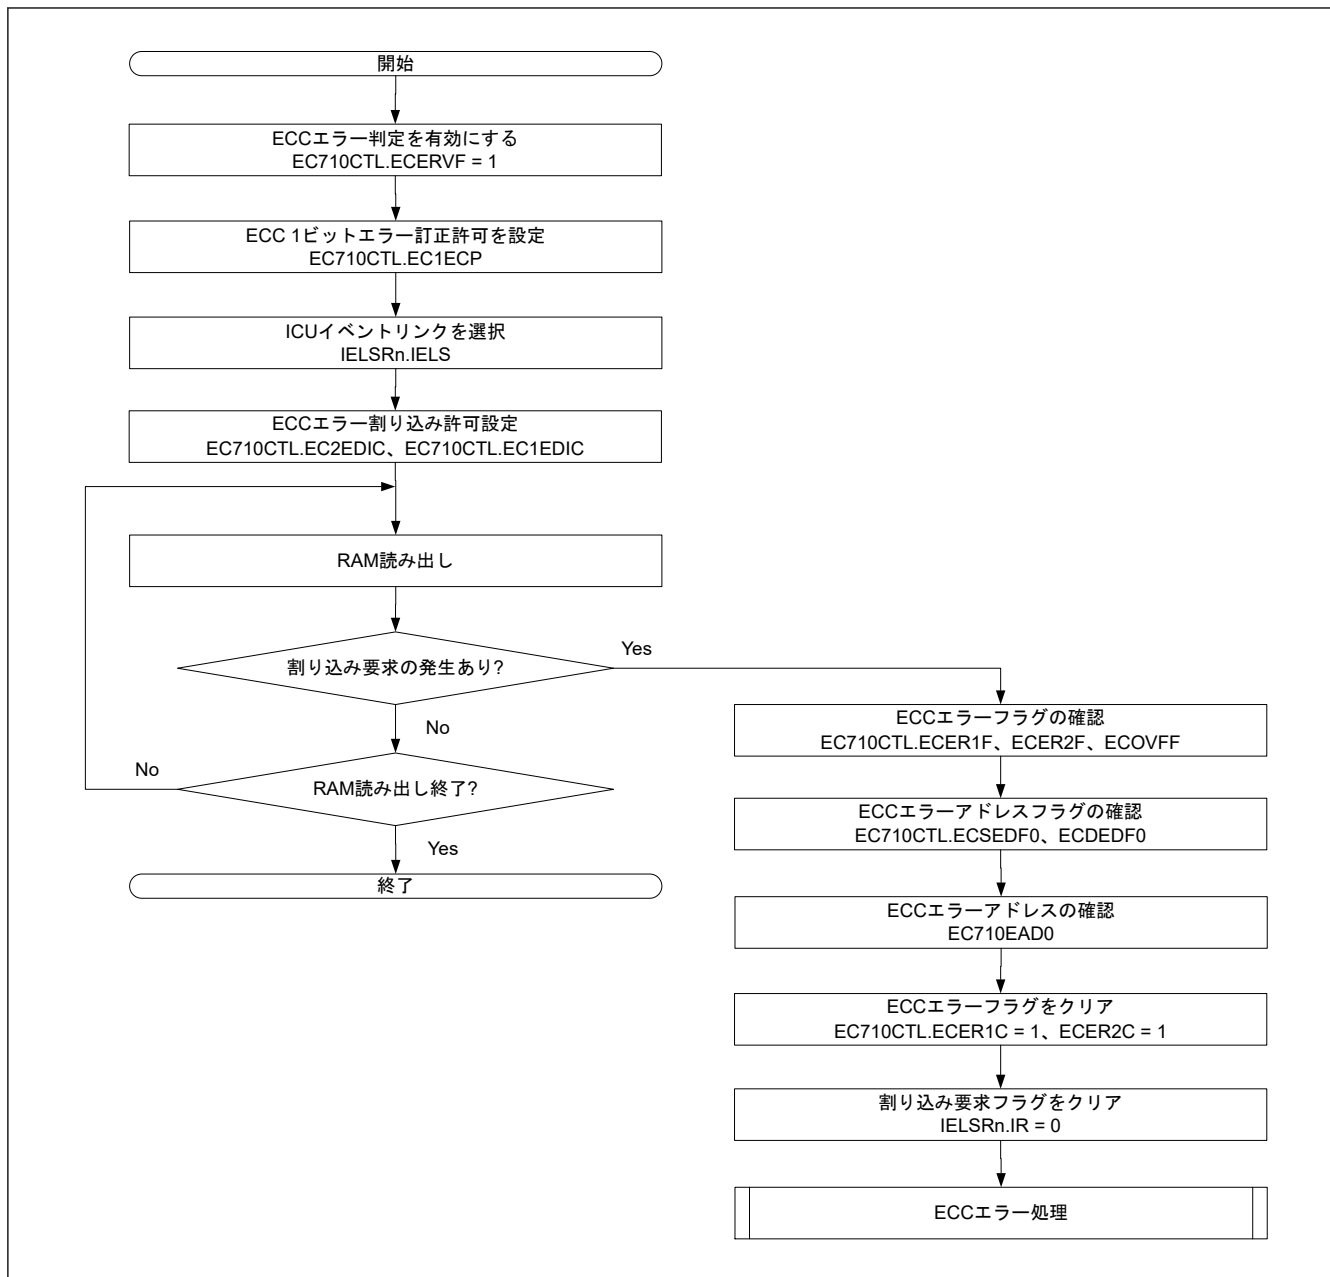 開始
ECCエラー判定を有効にする
EC710CTL.ECERVF = 1
ECC 1ビットエラー訂正許可を設定
EC710CTL.EC1ECP
ICUイベントリンクを選択
IELSRn.IELS
ECCエラー割り込み許可設定
EC710CTL.EC2EDIC、EC710CTL.EC1EDIC
RAM読み出し
割り込み要求の発生あり?
Yes
No
RAM読み出し終了?
No
Yes
終了
ECCエラーフラグの確認
EC710CTL.ECER1F、ECER2F、ECOVFF
ECCエラーアドレスフラグの確認
EC710CTL.ECSEDF0、ECDEDF0
ECCエラーアドレスの確認
EC710EAD0
ECCエラーフラグをクリア
EC710CTL.ECER1C = 1、ECER2C = 1
割り込み要求フラグをクリア
IELSRn.IR = 0
ECCエラー処理